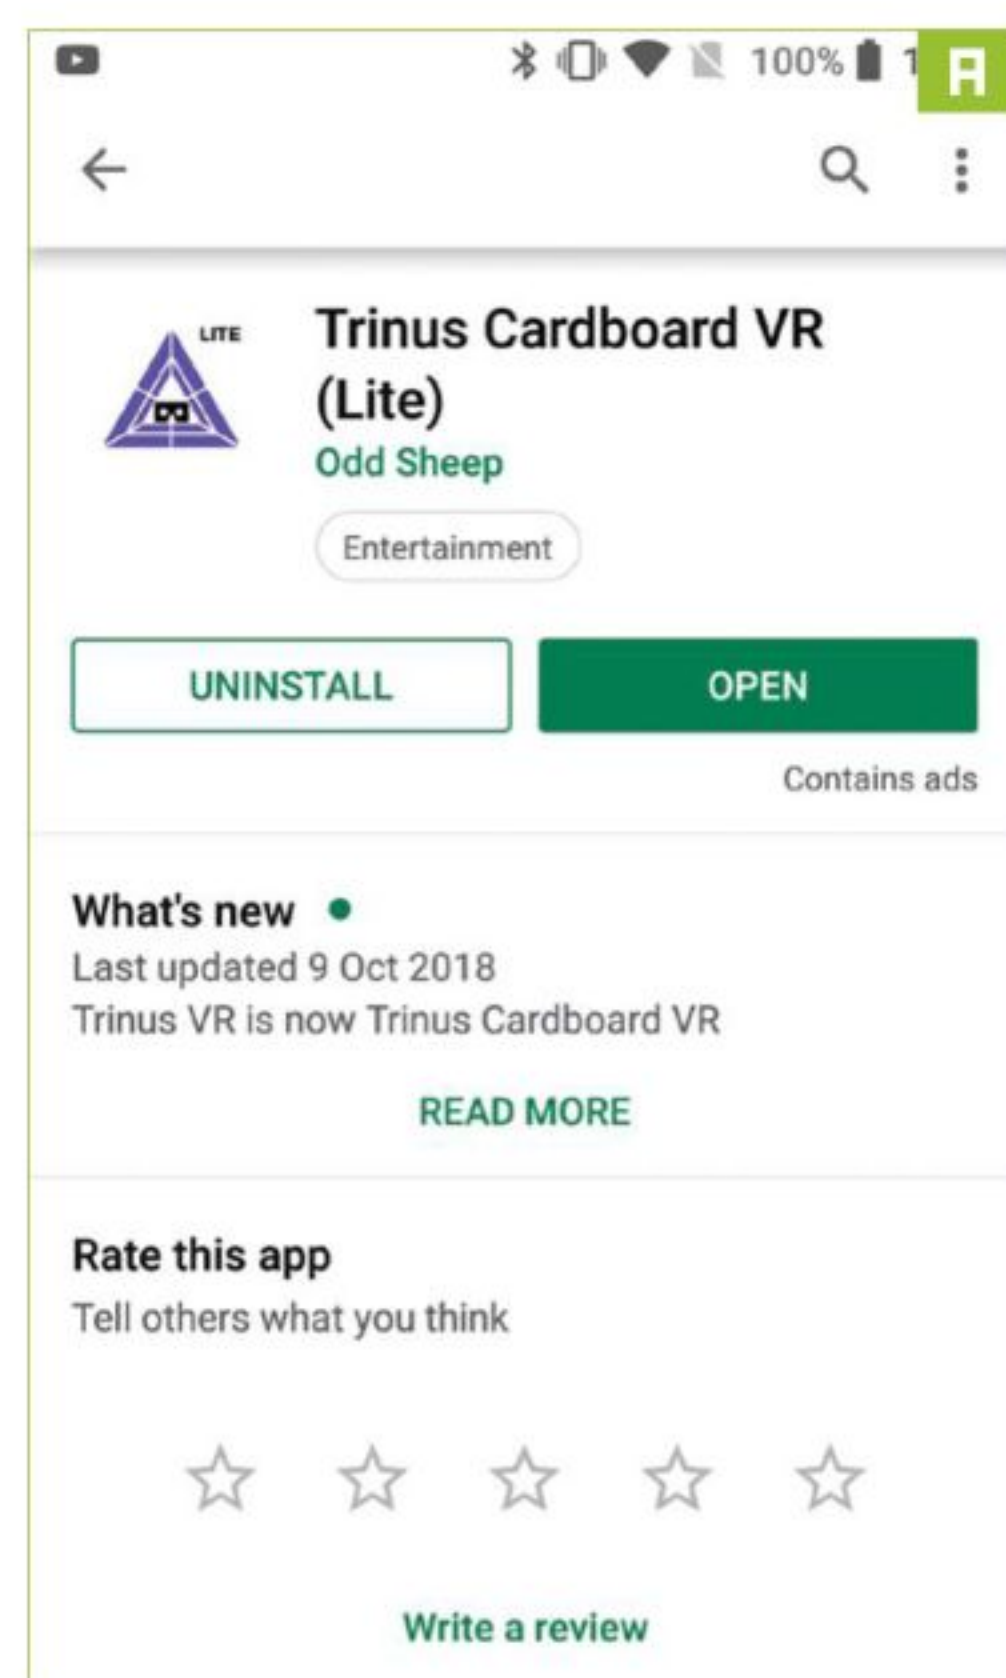 100% 1
A
LITE
Trinus Cardboard VR
(Lite)
Odd Sheep
Entertainment
UNINSTALL
OPEN
Contains ads
What's new
Last updated 9 Oct 2018
Trinus VR is now Trinus Cardboard VR
READ MORE
Rate this app
Tell others what you think
Write a review